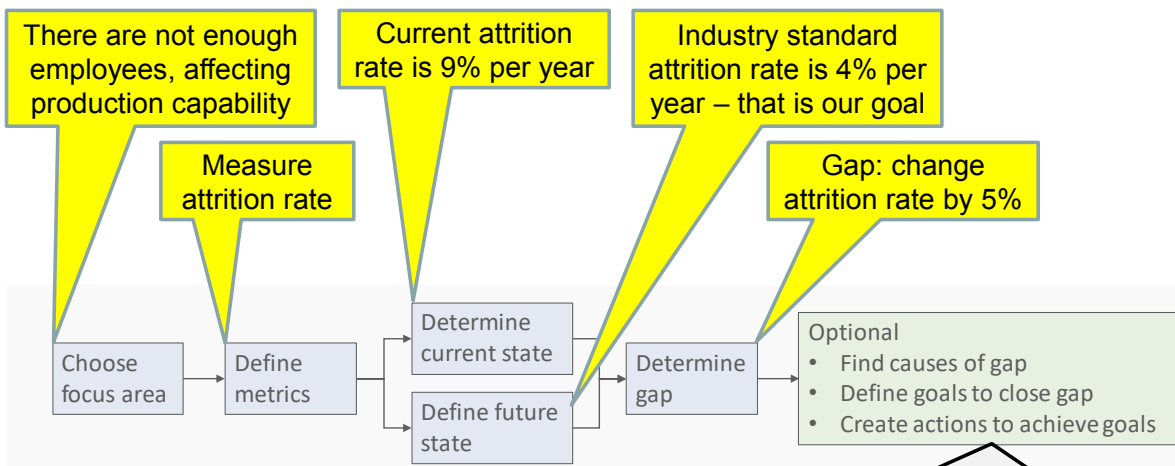 There are not enough
employees, affecting
production capability
Current attrition
rate is 9% per year
Industry standard
attrition rate is 4% per
year – that is our goal
Measure
attrition rate
Gap: change
attrition rate by 5%
Choose
focus area
Define
metrics
Determine
current state
Define future
state
Determine
gap
Optional
• Find causes of gap
• Define goals to close gap
• Create actions to achieve goals